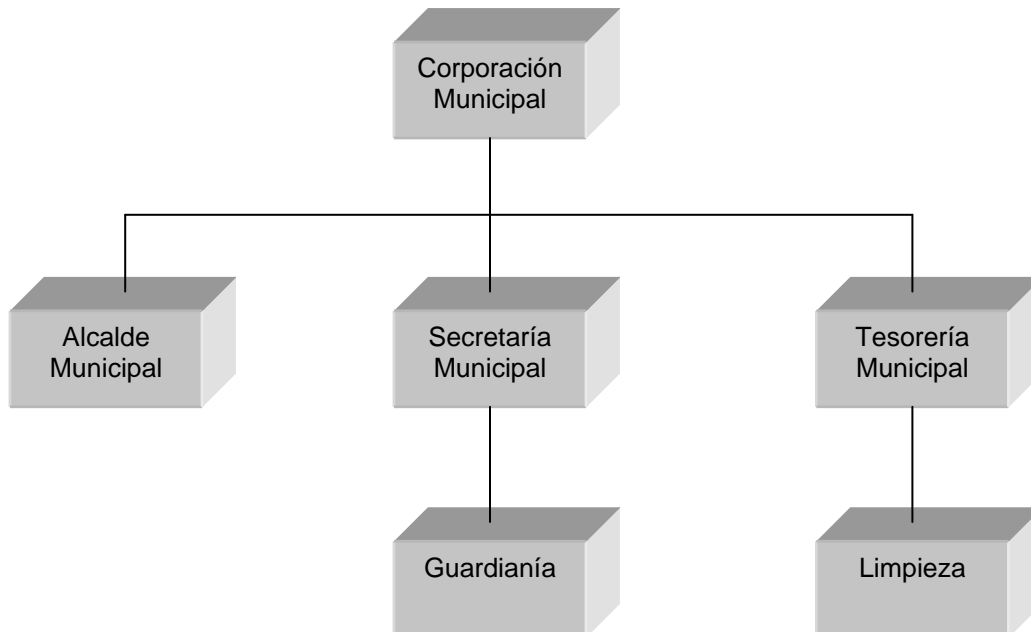 Corporación
Municipal
Alcalde
Municipal
Secretaría
Municipal
Tesorería
Municipal
Guardianía
Limpieza